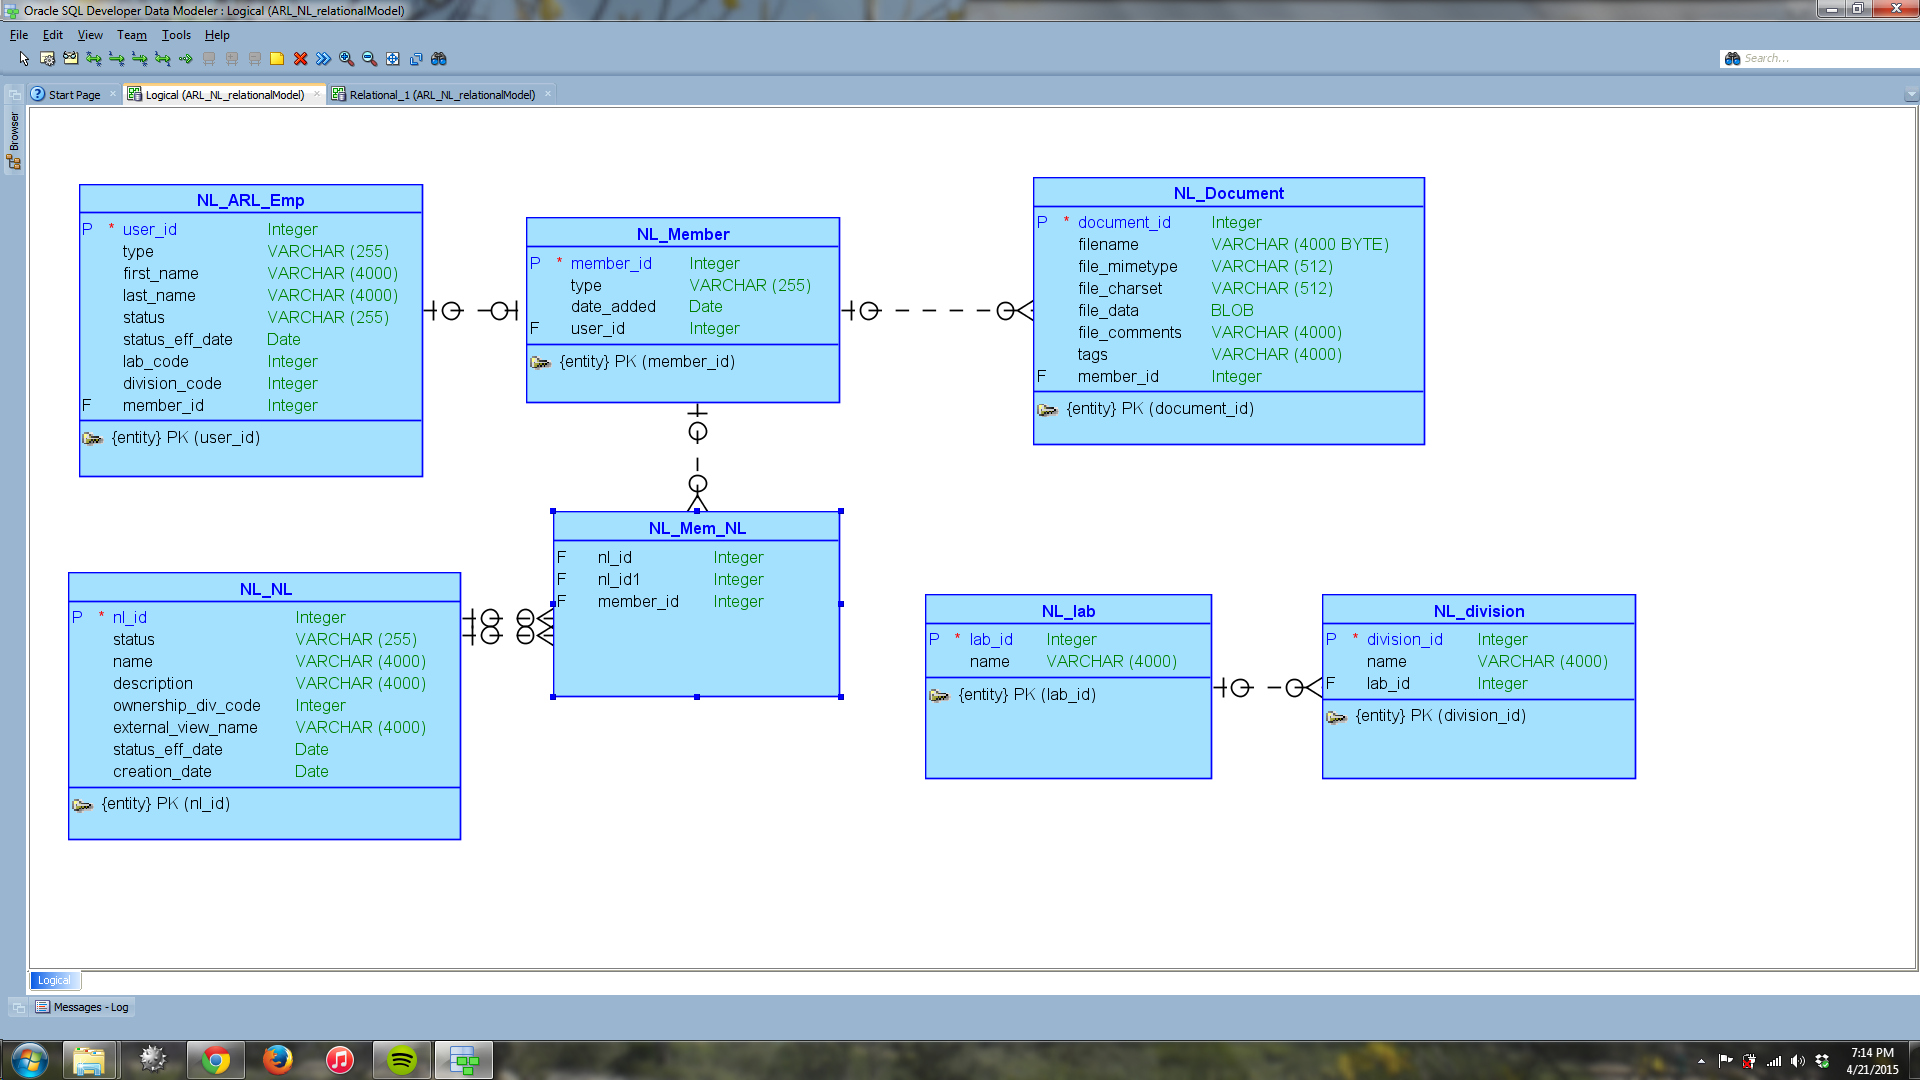 Oracle SQL Developer Data Modeler : Logical (ARL_NL_relationalModel)
File Edit View Team Tools Help
Search...
Start Page
Logical (ARL_NL_relationalModel)
Relational_1 (ARL_NL_relationalModel)
Browser
NL_ARL_Emp
P * user_id Integer
type VARCHAR (255)
first_name VARCHAR (4000)
last_name VARCHAR (4000)
status VARCHAR (255)
status_eff_date Date
lab_code Integer
division_code Integer
F member_id Integer
{entity} PK (user_id)
NL_Member
P * member_id Integer
type VARCHAR (255)
date_added Date
F user_id Integer
{entity} PK (member_id)
NL_Document
P * document_id Integer
filename VARCHAR (4000 BYTE)
file_mimetype VARCHAR (512)
file_charset VARCHAR (512)
file_data BLOB
file_comments VARCHAR (4000)
tags VARCHAR (4000)
F member_id Integer
{entity} PK (document_id)
NL_Mem_NL
F nl_id Integer
F nl_id1 Integer
F member_id Integer
NL_NL
P * nl_id Integer
status VARCHAR (255)
name VARCHAR (4000)
description VARCHAR (4000)
ownership_div_code Integer
external_view_name VARCHAR (4000)
status_eff_date Date
creation_date Date
{entity} PK (nl_id)
NL_lab
P * lab_id Integer
name VARCHAR (4000)
{entity} PK (lab_id)
NL_division
P * division_id Integer
name VARCHAR (4000)
F lab_id Integer
{entity} PK (division_id)
Logical
Messages - Log
7:14 PM
4/21/2015